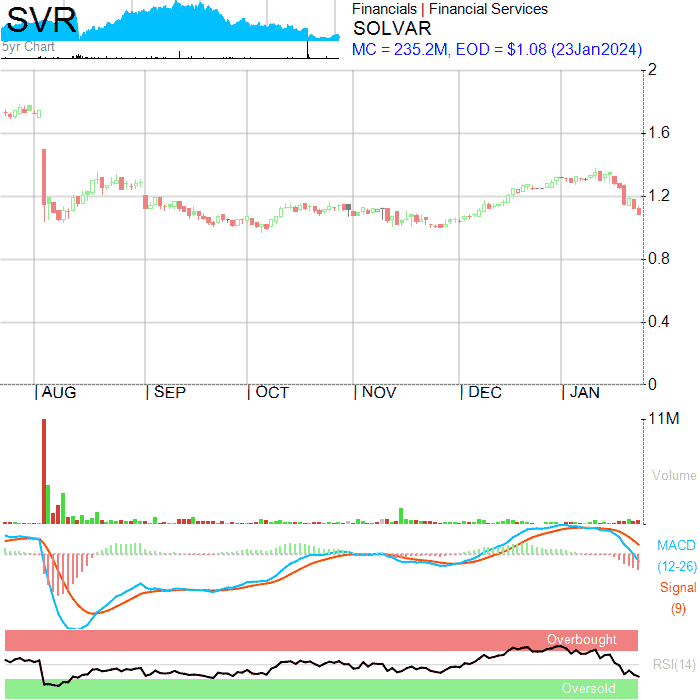 SVR
5yr Chart
Financials | Financial Services
SOLVAR
MC = 235.2M, EOD = $1.08 (23Jan2024)
2
1.6
1.2
0.8
0.4
0
AUG SEP OCT NOV DEC JAN
11M
Volume
MACD
(12-26)
Signal
(9)
Overbought
RSI(14)
Oversold